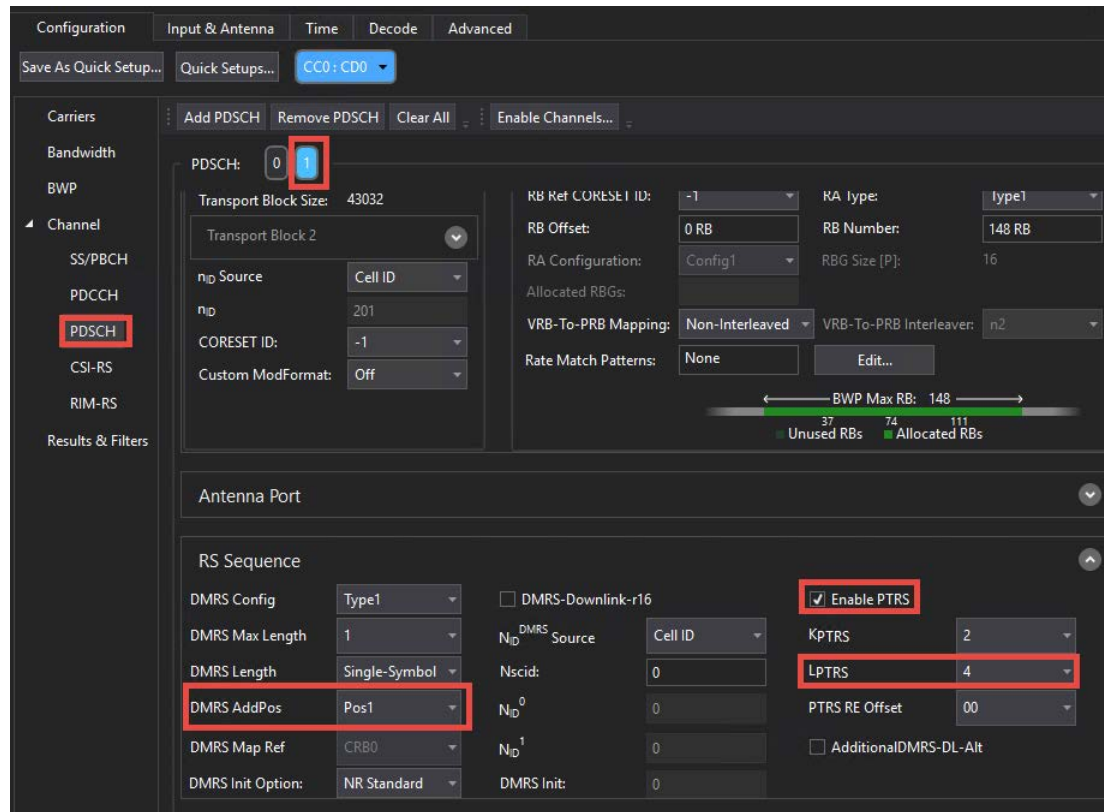 Configuration Input & Antenna Time Decode Advanced
Save As Quick Setup... Quick Setups... CC0 : CD0
Carriers
Bandwidth
BWP
Channel
SS/PBCH
PDCCH
PDSCH
CSI-RS
RIM-RS
Results & Filters
Add PDSCH Remove PDSCH Clear All Enable Channels...
PDSCH: 0 1
Transport Block Size: 43032
Transport Block 2
nID Source Cell ID
nID 201
CORESET ID: -1
Custom ModFormat: Off
RB Ref CORESET ID: -1 RA Type: Type1
RB Offset: 0 RB RB Number: 148 RB
RA Configuration: Config1 RBG Size [P]: 16
Allocated RBGs:
VRB-To-PRB Mapping: Non-Interleaved VRB-To-PRB Interleaver: n2
Rate Match Patterns: None Edit...
BWP Max RB: 148
37 74 111
Unused RBs Allocated RBs
Antenna Port
RS Sequence
DMRS Config Type1 DMRS-Downlink-r16 Enable PTRS
DMRS Max Length 1 NID DMRS Source Cell ID KPTRS 2
DMRS Length Single-Symbol Nscid: 0 LPTRS 4
DMRS AddPos Pos1 NID 0 0 PTRS RE Offset 00
DMRS Map Ref CRB0 NID 1 0 AdditionalDMRS-DL-Alt
DMRS Init Option: NR Standard DMRS Init: 0